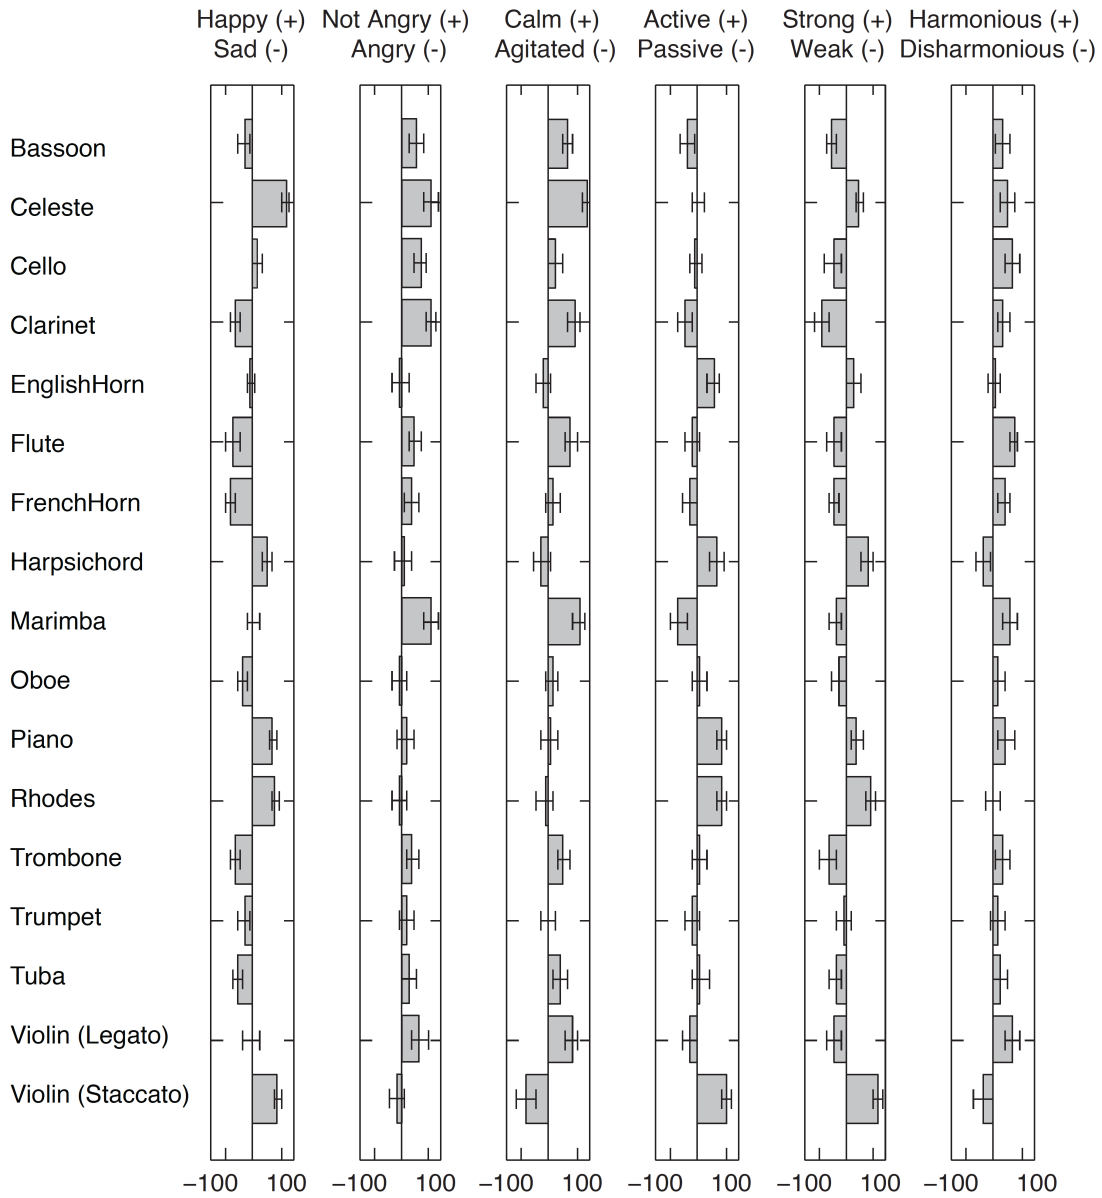 Happy (+) Not Angry (+) Calm (+) Active (+) Strong (+) Harmonious (+)
Sad (-) Angry (-) Agitated (-) Passive (-) Weak (-) Disharmonious (-)
Bassoon
Celeste
Cello
Clarinet
EnglishHorn
Flute
FrenchHorn
Harpsichord
Marimba
Oboe
Piano
Rhodes
Trombone
Trumpet
Tuba
Violin (Legato)
Violin (Staccato)
−100 100 −100 100 −100 100 −100 100 −100 100 −100 100